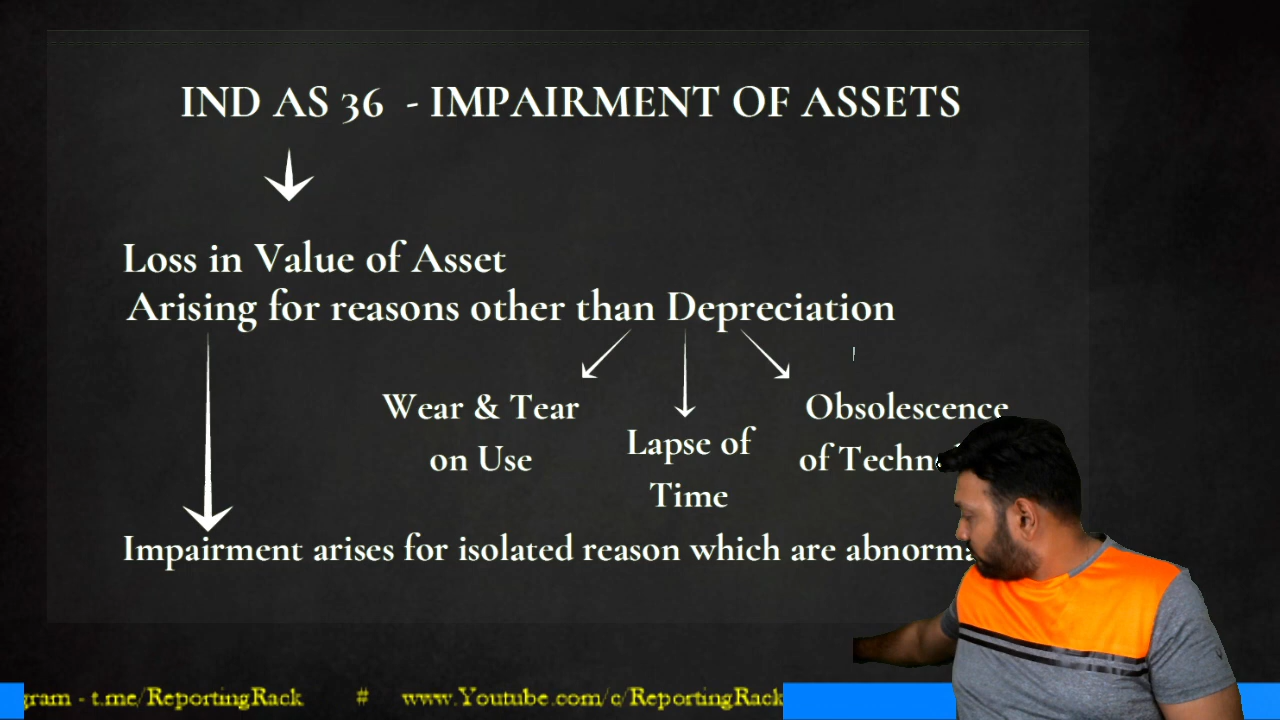 IND AS 36 - IMPAIRMENT OF ASSETS
Loss in Value of Asset
Arising for reasons other than Depreciation
Wear & Tear
on Use
Lapse of
Time
Obsolescence
of
Impairment arises for isolated reason which are
gram - t.me/ReportingRack # www.Youtube.com/c/ReportingRack